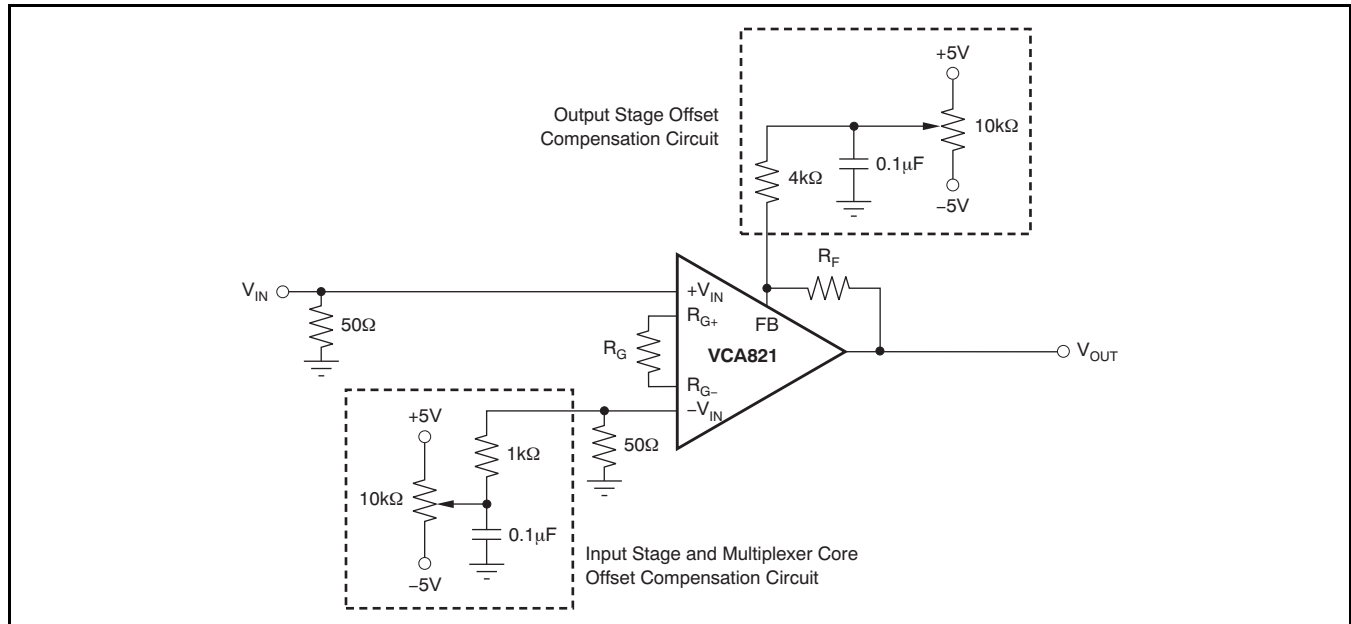 +5V
Output Stage Offset
Compensation Circuit
10kΩ
0.1μF
4kΩ
−5V
R_F
V_IN
+V_IN
R_G+
FB
50Ω
R_G
VCA821
V_OUT
R_G−
−V_IN
+5V
50Ω
1kΩ
10kΩ
0.1μF
Input Stage and Multiplexer Core
Offset Compensation Circuit
−5V